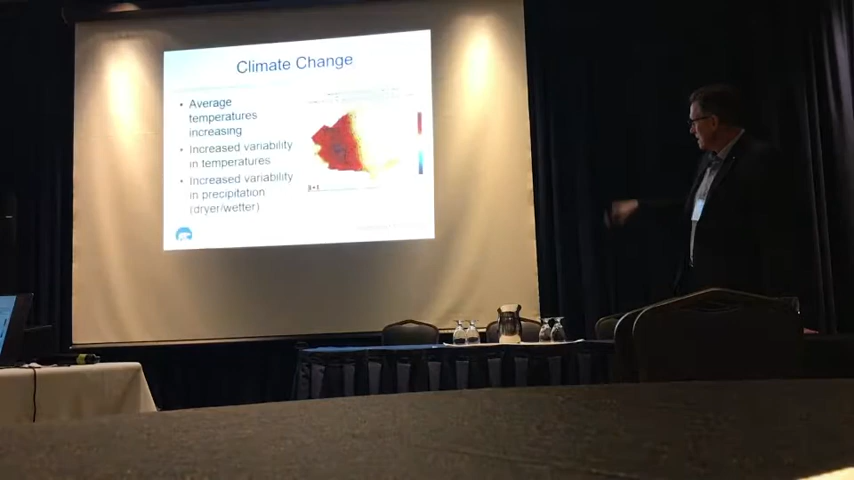 Climate Change
• Average
temperatures
increasing
• Increased variability
in temperatures
• Increased variability
in precipitation
(dryer/wetter)